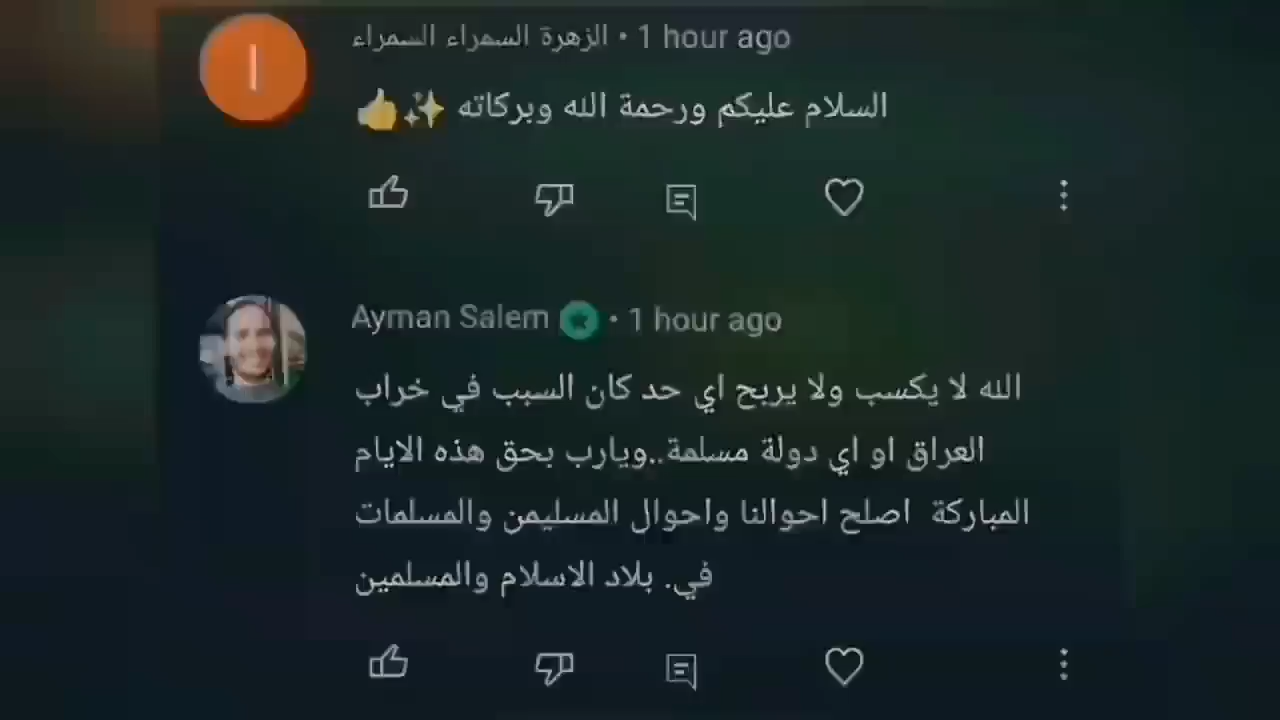 الزهرة السمراء السمراء • 1 hour ago
السلام عليكم ورحمة الله وبركاته ✨👍
Ayman Salem • 1 hour ago
الله لا يكسب ولا يربح اي حد كان السبب في خراب
العراق او اي دولة مسلمة..ويارب بحق هذه الايام
المباركة اصلح احوالنا واحوال المسليمن والمسلمات
في. بلاد الاسلام والمسلمين